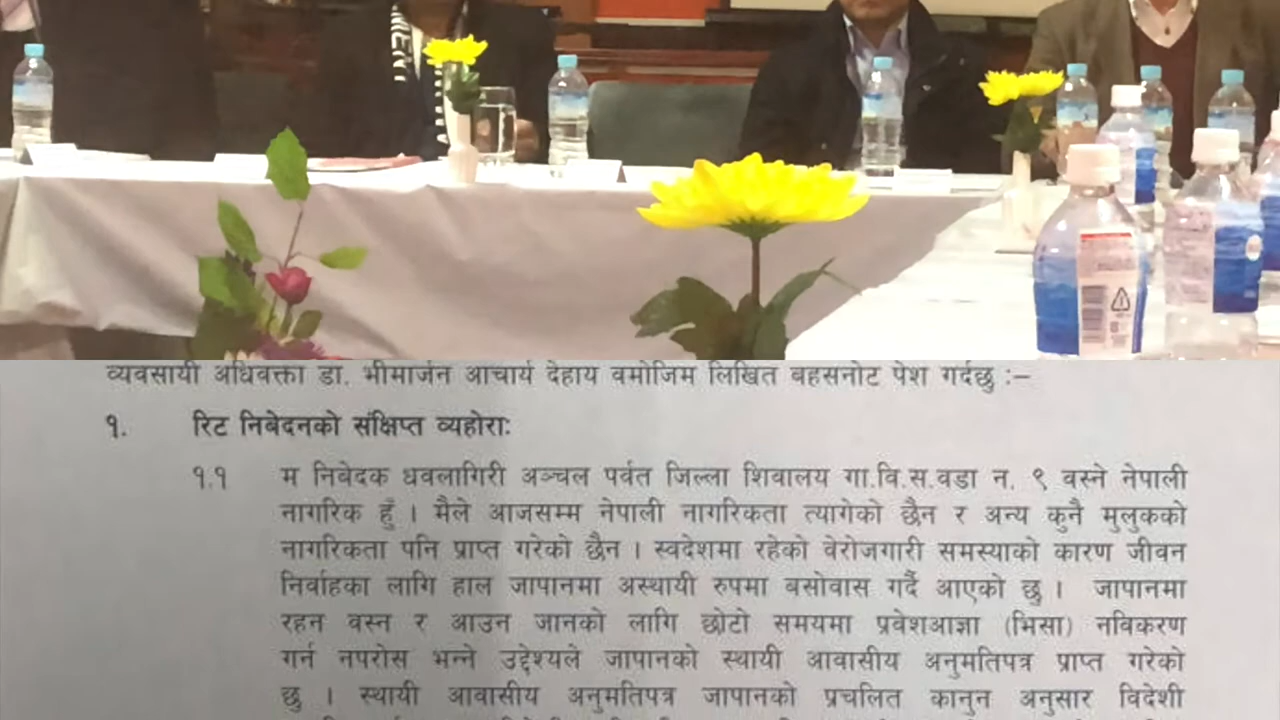 व्यवसायी अधिवक्ता डा. भीमार्जन आचार्य देहाय वमोजिम लिखित बहसनोट पेश गर्दछु :–
१. रिट निबेदनको संक्षिप्त व्यहोराः
१.१ म निबेदक धवलागिरी अञ्चल पर्वत जिल्ला शिवालय गा.वि.स.वडा न. ९ वस्ने नेपाली
नागरिक हुँ । मैले आजसम्म नेपाली नागरिकता त्यागेको छैन र अन्य कुनै मुलुकको
नागरिकता पनि प्राप्त गरेको छैन । स्वदेशमा रहेको वेरोजगारी समस्याको कारण जीवन
निर्वाहका लागि हाल जापानमा अस्थायी रुपमा बसोवास गर्दै आएको छु । जापानमा
रहन वस्न र आउन जानको लागि छोटो समयमा प्रवेशआज्ञा (भिसा) नविकरण
गर्न नपरोस भन्ने उद्देश्यले जापानको स्थायी आवासीय अनुमतिपत्र प्राप्त गरेको
छु । स्थायी आवासीय अनुमतिपत्र जापानको प्रचलित कानुन अनुसार विदेशी